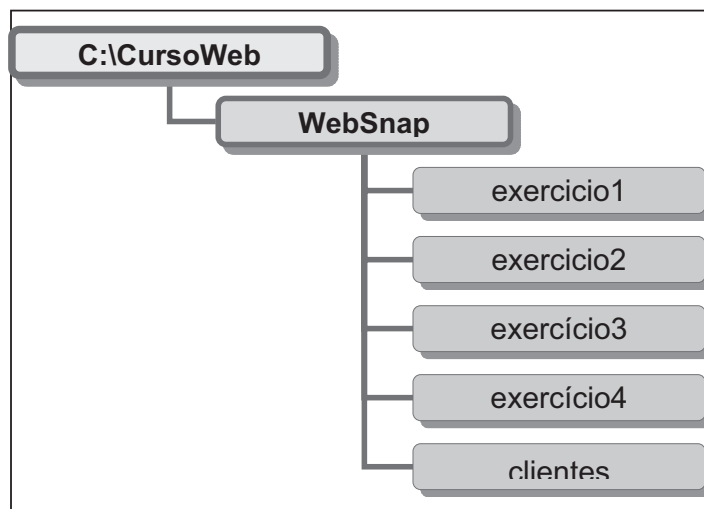 C:\CursoWeb
WebSnap
exercicio1
exercicio2
exercício3
exercício4
clientes